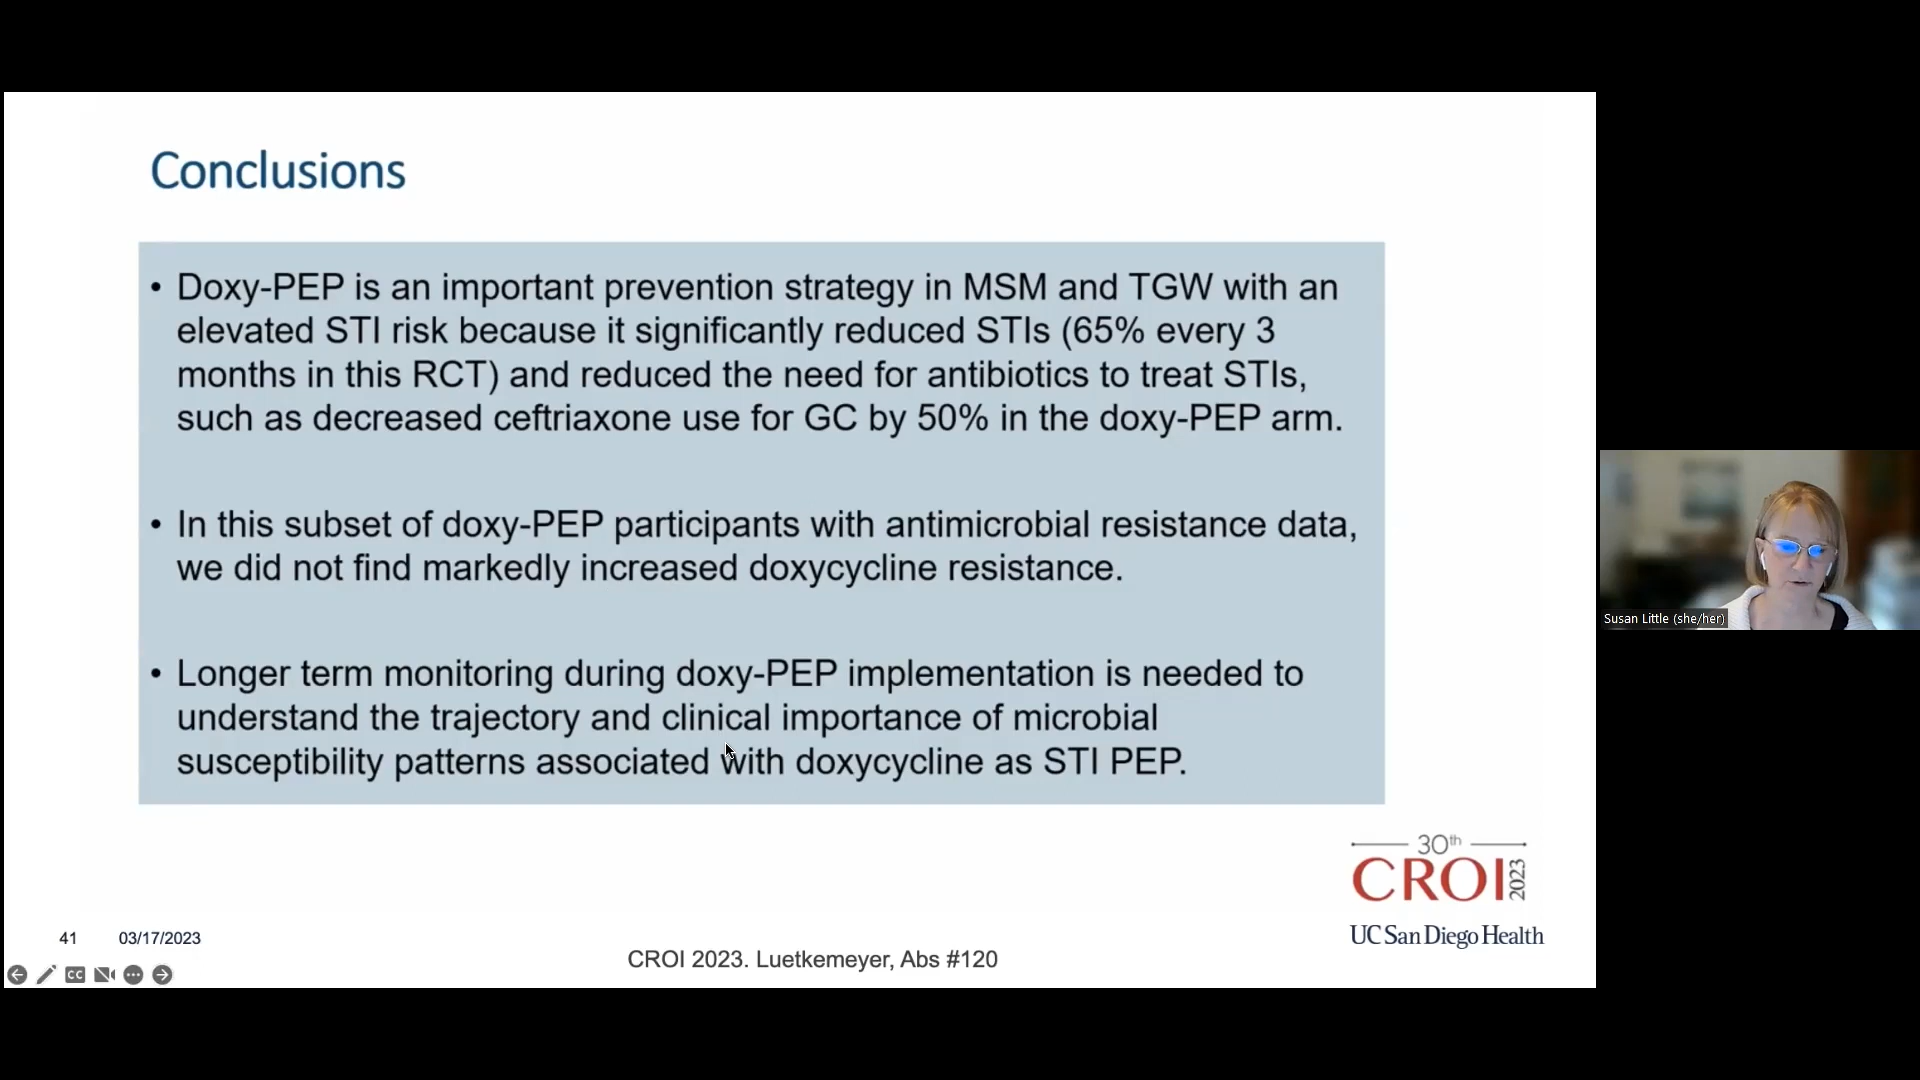 Conclusions
• Doxy-PEP is an important prevention strategy in MSM and TGW with an
elevated STI risk because it significantly reduced STIs (65% every 3
months in this RCT) and reduced the need for antibiotics to treat STIs,
such as decreased ceftriaxone use for GC by 50% in the doxy-PEP arm.
• In this subset of doxy-PEP participants with antimicrobial resistance data,
we did not find markedly increased doxycycline resistance.
• Longer term monitoring during doxy-PEP implementation is needed to
understand the trajectory and clinical importance of microbial
susceptibility patterns associated with doxycycline as STI PEP.
30th
CROI 2023
UC San Diego Health
41 03/17/2023
CROI 2023. Luetkemeyer, Abs #120
CC
Susan Little (she/her)